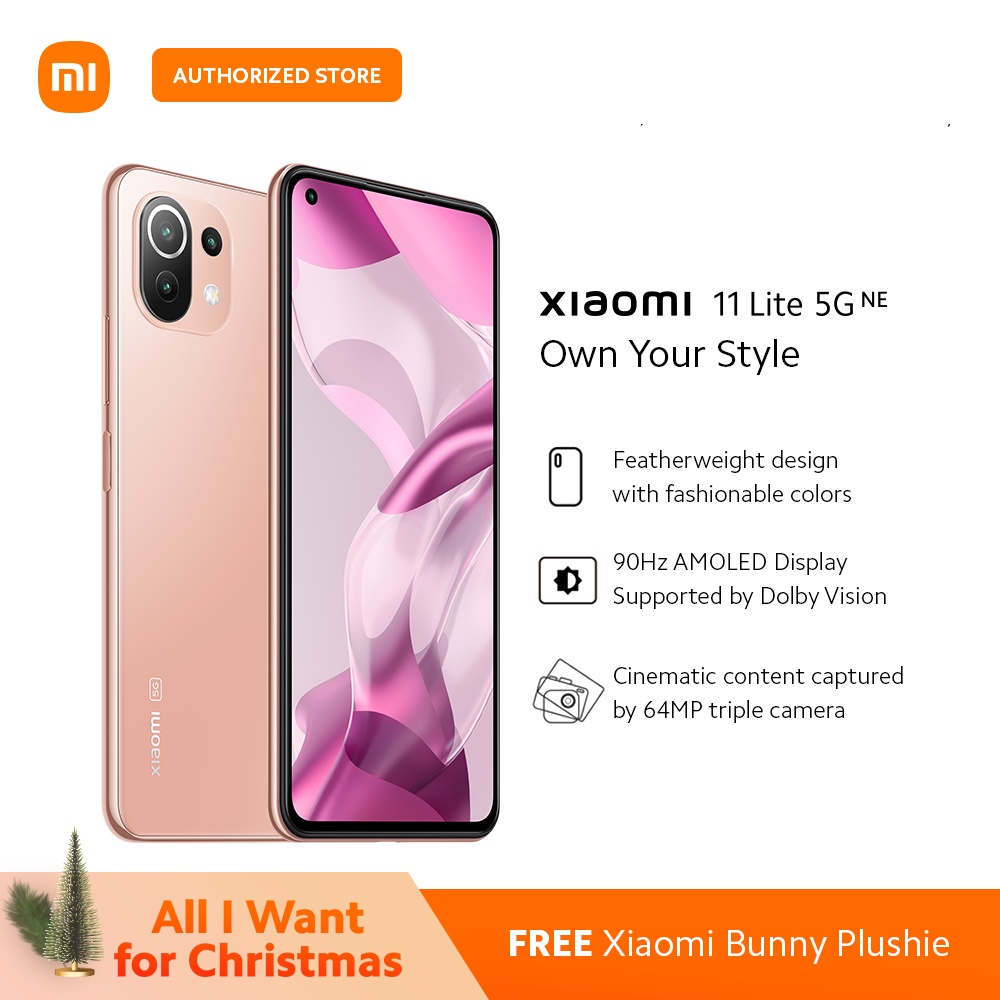 mi
AUTHORIZED STORE
xiaomi 11 Lite 5G NE
Own Your Style
Featherweight design
with fashionable colors
90Hz AMOLED Display
Supported by Dolby Vision
Cinematic content captured
by 64MP triple camera
xiaomi 5G
All I Want
for Christmas
FREE Xiaomi Bunny Plushie